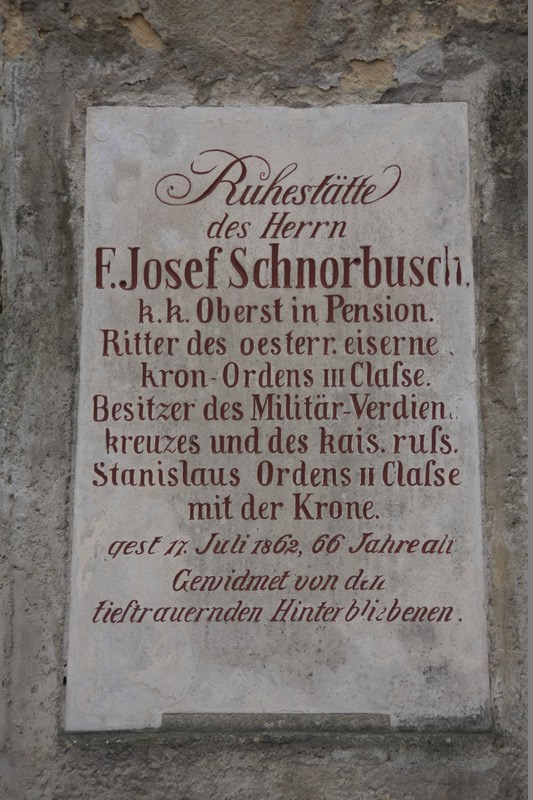 Ruhestätte
des Herrn
F. Josef Schnorbusch,
k. k. Oberst in Pension.
Ritter des oesterr. eiserne
kron-Ordens III Claſse.
Besitzer des Militär-Verdien
kreuzes und des kais. ruſs.
Stanislaus Ordens II Claſse
mit der Krone.
gest 17. Juli 1862, 66 Jahre alt
Gewidmet von den
tieftrauernden Hinterbliebenen.